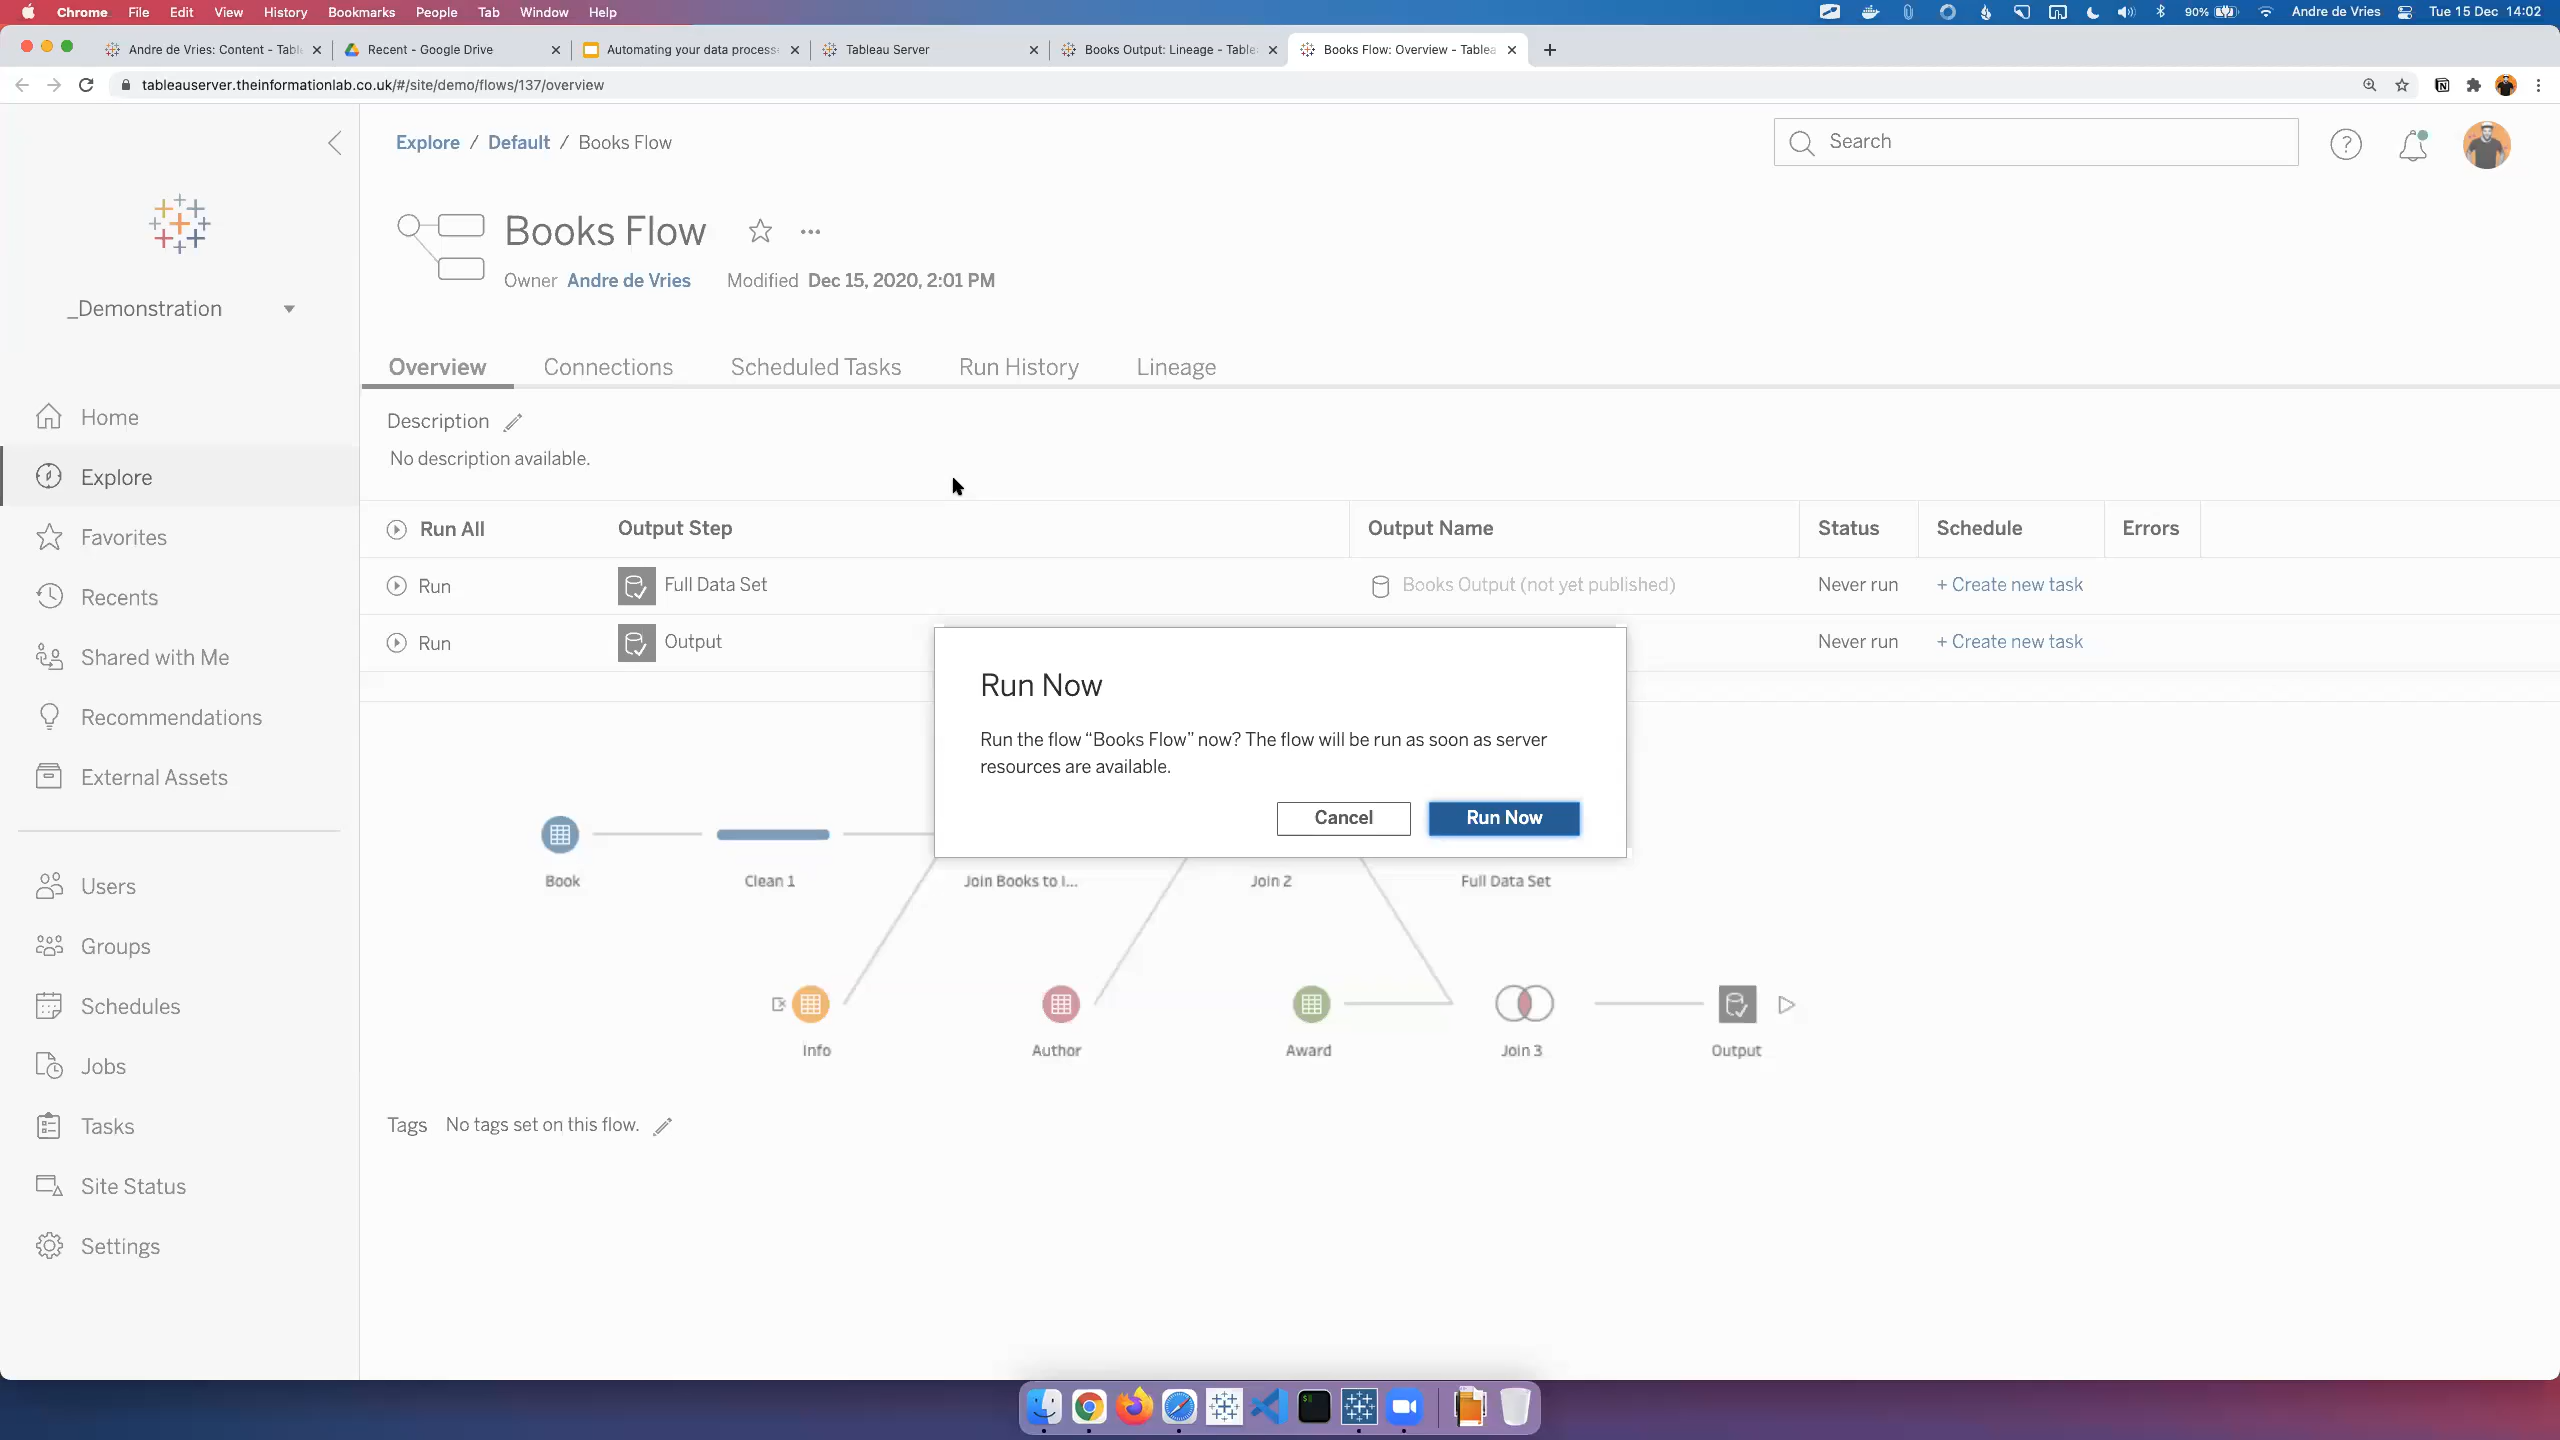 Chrome File Edit View History Bookmarks People Tab Window Help
90% Andre de Vries Tue 15 Dec 14:02
Andre de Vries: Content - Tabl
Recent - Google Drive
Automating your data process
Tableau Server
Books Output: Lineage - Table
Books Flow: Overview - Tablea
tableauserver.theinformationlab.co.uk/#/site/demo/flows/137/overview
Explore / Default / Books Flow
Search
Books Flow
Owner Andre de Vries Modified Dec 15, 2020, 2:01 PM
_Demonstration
Home
Explore
Favorites
Recents
Shared with Me
Recommendations
External Assets
Users
Groups
Schedules
Jobs
Tasks
Site Status
Settings
Overview Connections Scheduled Tasks Run History Lineage
Description
No description available.
Run All Output Step Output Name Status Schedule Errors
Run Full Data Set Books Output (not yet published) Never run + Create new task
Run Output Never run + Create new task
Run Now
Run the flow “Books Flow” now? The flow will be run as soon as server
resources are available.
Cancel Run Now
Book Clean 1 Join Books to I... Join 2 Full Data Set
Info Author Award Join 3 Output
Tags No tags set on this flow.